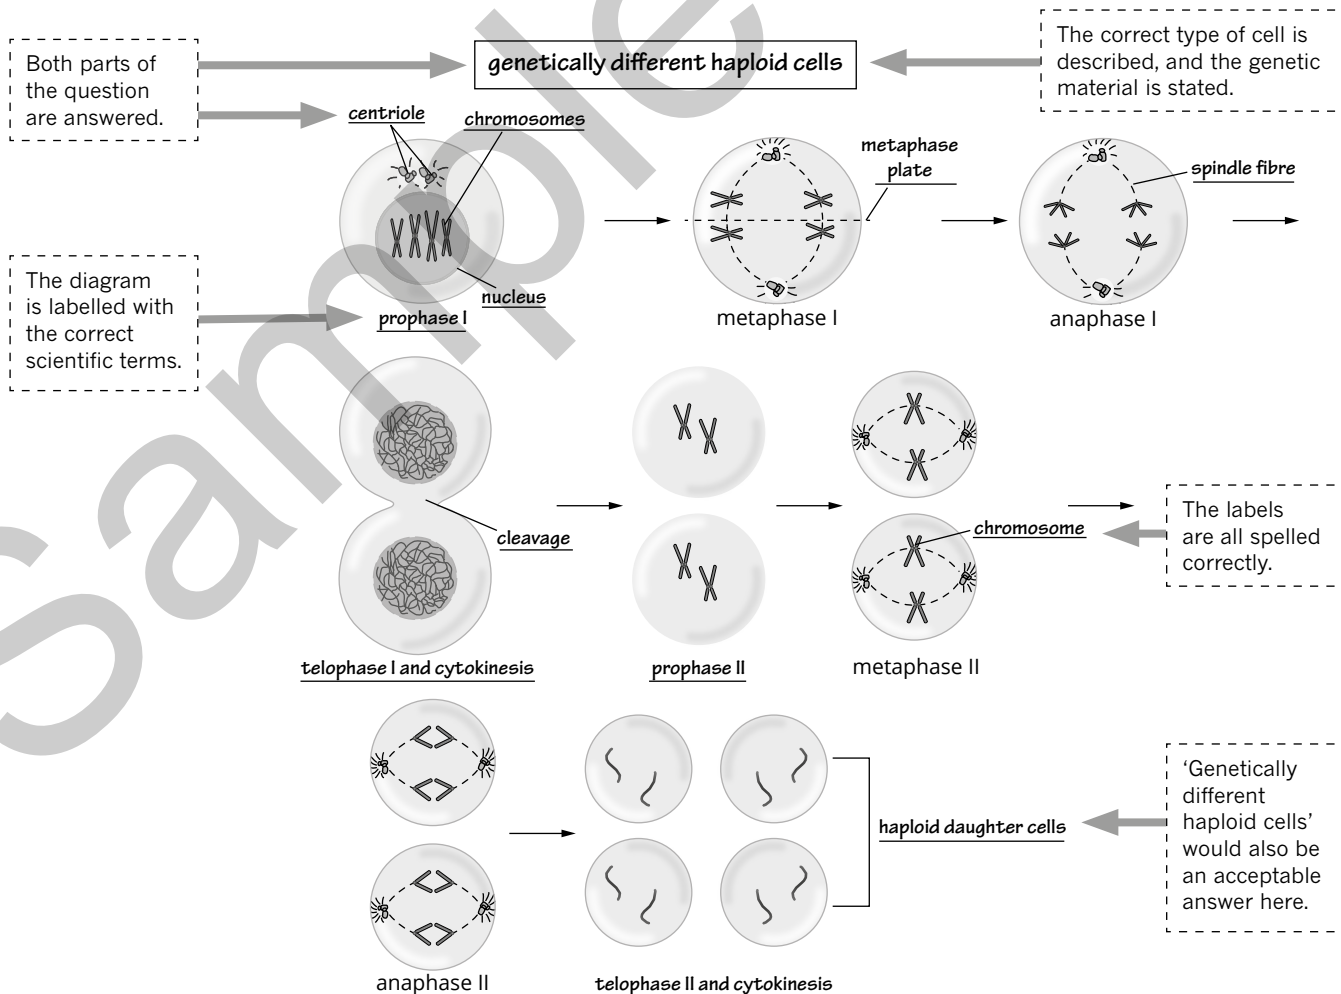 Both parts of
the question
are answered.
genetically different haploid cells
The correct type of cell is
described, and the genetic
material is stated.
centriole
chromosomes
nucleus
prophase I
metaphase
plate
metaphase I
spindle fibre
anaphase I
The diagram
is labelled with
the correct
scientific terms.
cleavage
telophase I and cytokinesis
prophase II
chromosome
metaphase II
The labels
are all spelled
correctly.
anaphase II
haploid daughter cells
telophase II and cytokinesis
‘Genetically
different
haploid cells’
would also be
an acceptable
answer here.
Sample